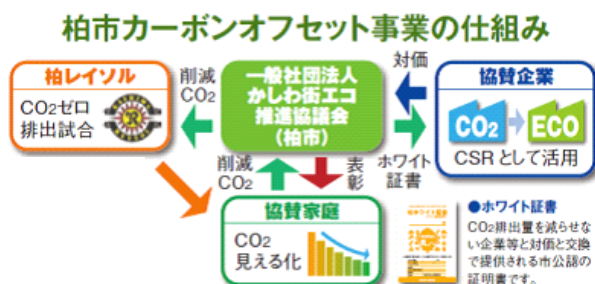 柏市カーボンオフセット事業の仕組み
柏レイソル
CO2ゼロ
排出試合
削減
CO2
一般社団法人
かしわ街エコ
推進協議会
(柏市)
対価
ホワイト
証書
協賛企業
CO2
ECO
CSRとして活用
削減
CO2
表彰
協賛家庭
CO2
見える化
●ホワイト証書
CO2排出量を減らせな
い企業等と対価と交換
で提供される市公認の
証明書です。